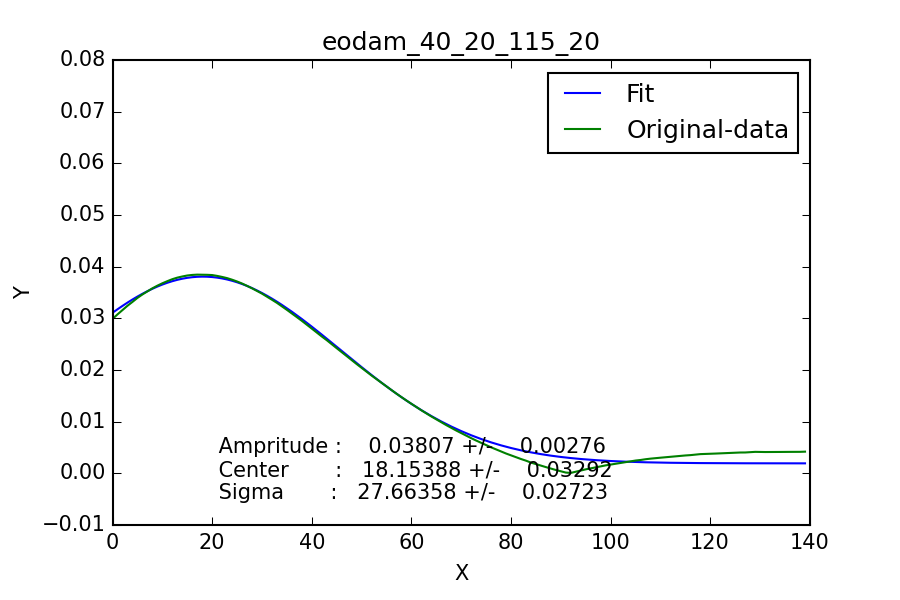 eodam_40_20_115_20
0.08
0.07
0.06
0.05
0.04
0.03
0.02
0.01
0.00
−0.01
Y
Fit
Original-data
Ampritude : 0.03807 +/- 0.00276
Center : 18.15388 +/- 0.03292
Sigma : 27.66358 +/- 0.02723
0 20 40 60 80 100 120 140
X